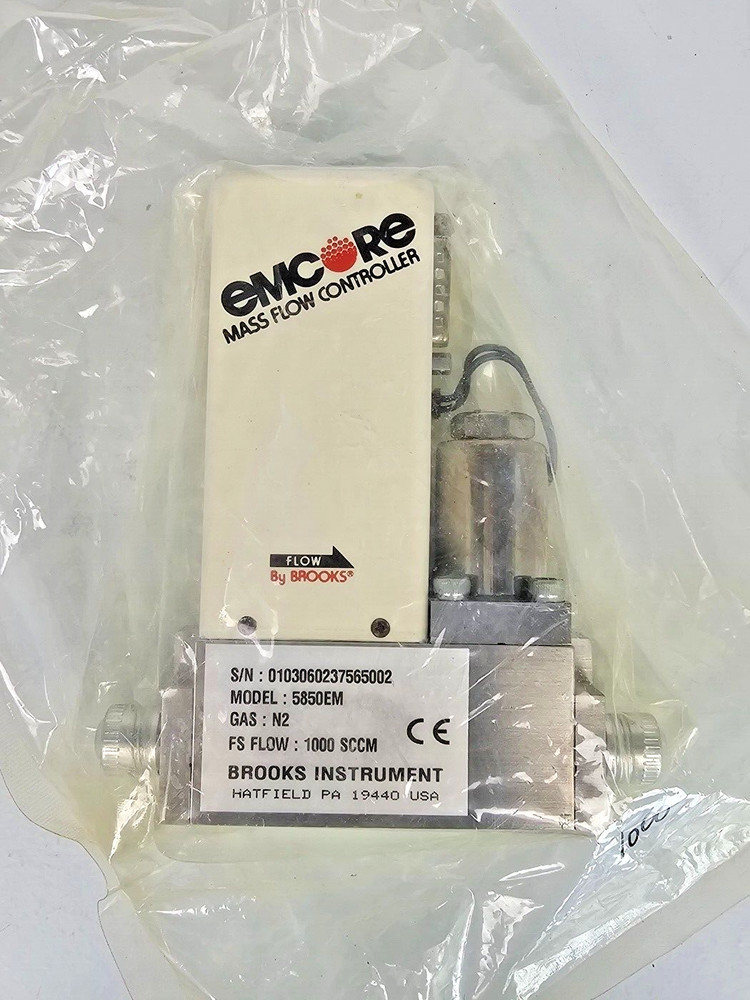 eMCORe
MASS FLOW CONTROLLER
FLOW
By BROOKS®
S/N : 0103060237565002
MODEL : 5850EM
GAS : N2
FS FLOW : 1000 SCCM
CE
BROOKS INSTRUMENT
HATFIELD PA 19440 USA